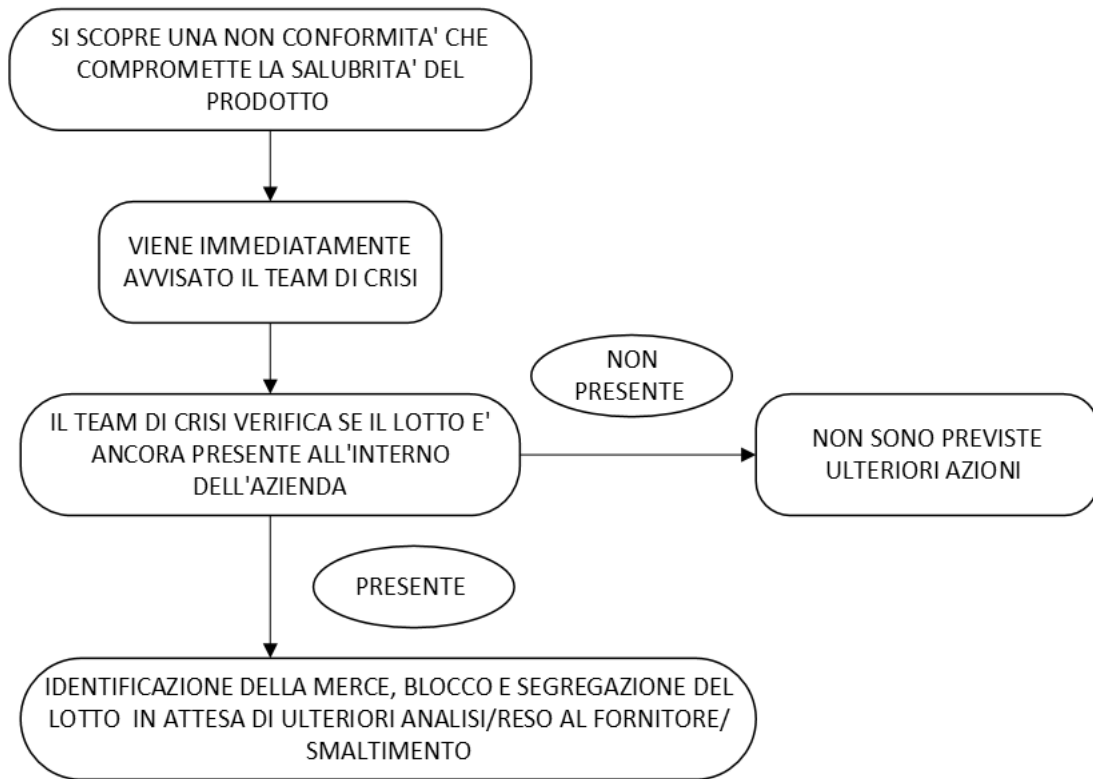 SI SCOPRE UNA NON CONFORMITA' CHE
COMPROMETTE LA SALUBRITA' DEL
PRODOTTO
VIENE IMMEDIATAMENTE
AVVISATO IL TEAM DI CRISI
NON
PRESENTE
IL TEAM DI CRISI VERIFICA SE IL LOTTO E'
ANCORA PRESENTE ALL'INTERNO
DELL'AZIENDA
NON SONO PREVISTE
ULTERIORI AZIONI
PRESENTE
IDENTIFICAZIONE DELLA MERCE, BLOCCO E SEGREGAZIONE DEL
LOTTO IN ATTESA DI ULTERIORI ANALISI/RESO AL FORNITORE/
SMALTIMENTO